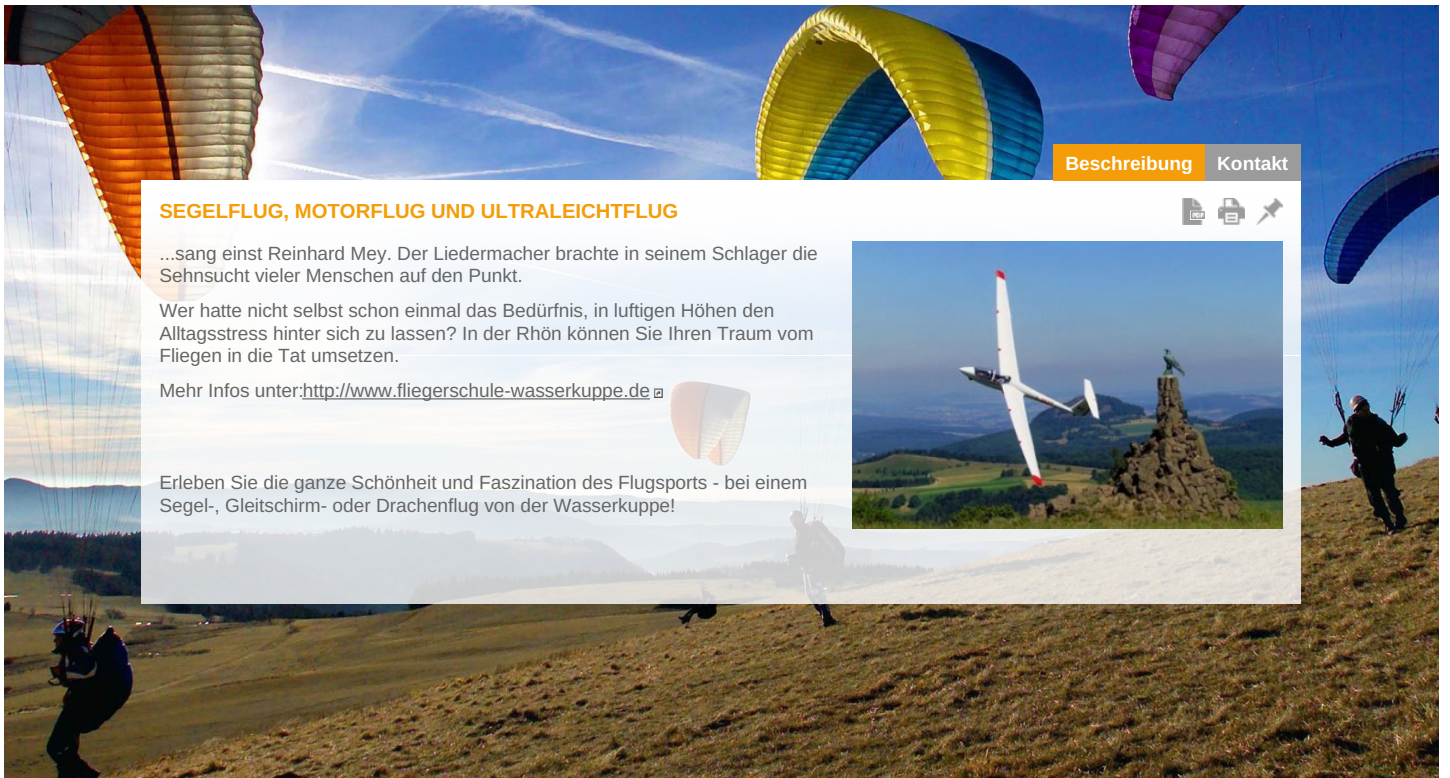 Beschreibung Kontakt
SEGELFLUG, MOTORFLUG UND ULTRALEICHTFLUG
PDF
...sang einst Reinhard Mey. Der Liedermacher brachte in seinem Schlager die
Sehnsucht vieler Menschen auf den Punkt.
Wer hatte nicht selbst schon einmal das Bedürfnis, in luftigen Höhen den
Alltagsstress hinter sich zu lassen? In der Rhön können Sie Ihren Traum vom
Fliegen in die Tat umsetzen.
Mehr Infos unter:http://www.fliegerschule-wasserkuppe.de
Erleben Sie die ganze Schönheit und Faszination des Flugsports - bei einem
Segel-, Gleitschirm- oder Drachenflug von der Wasserkuppe!